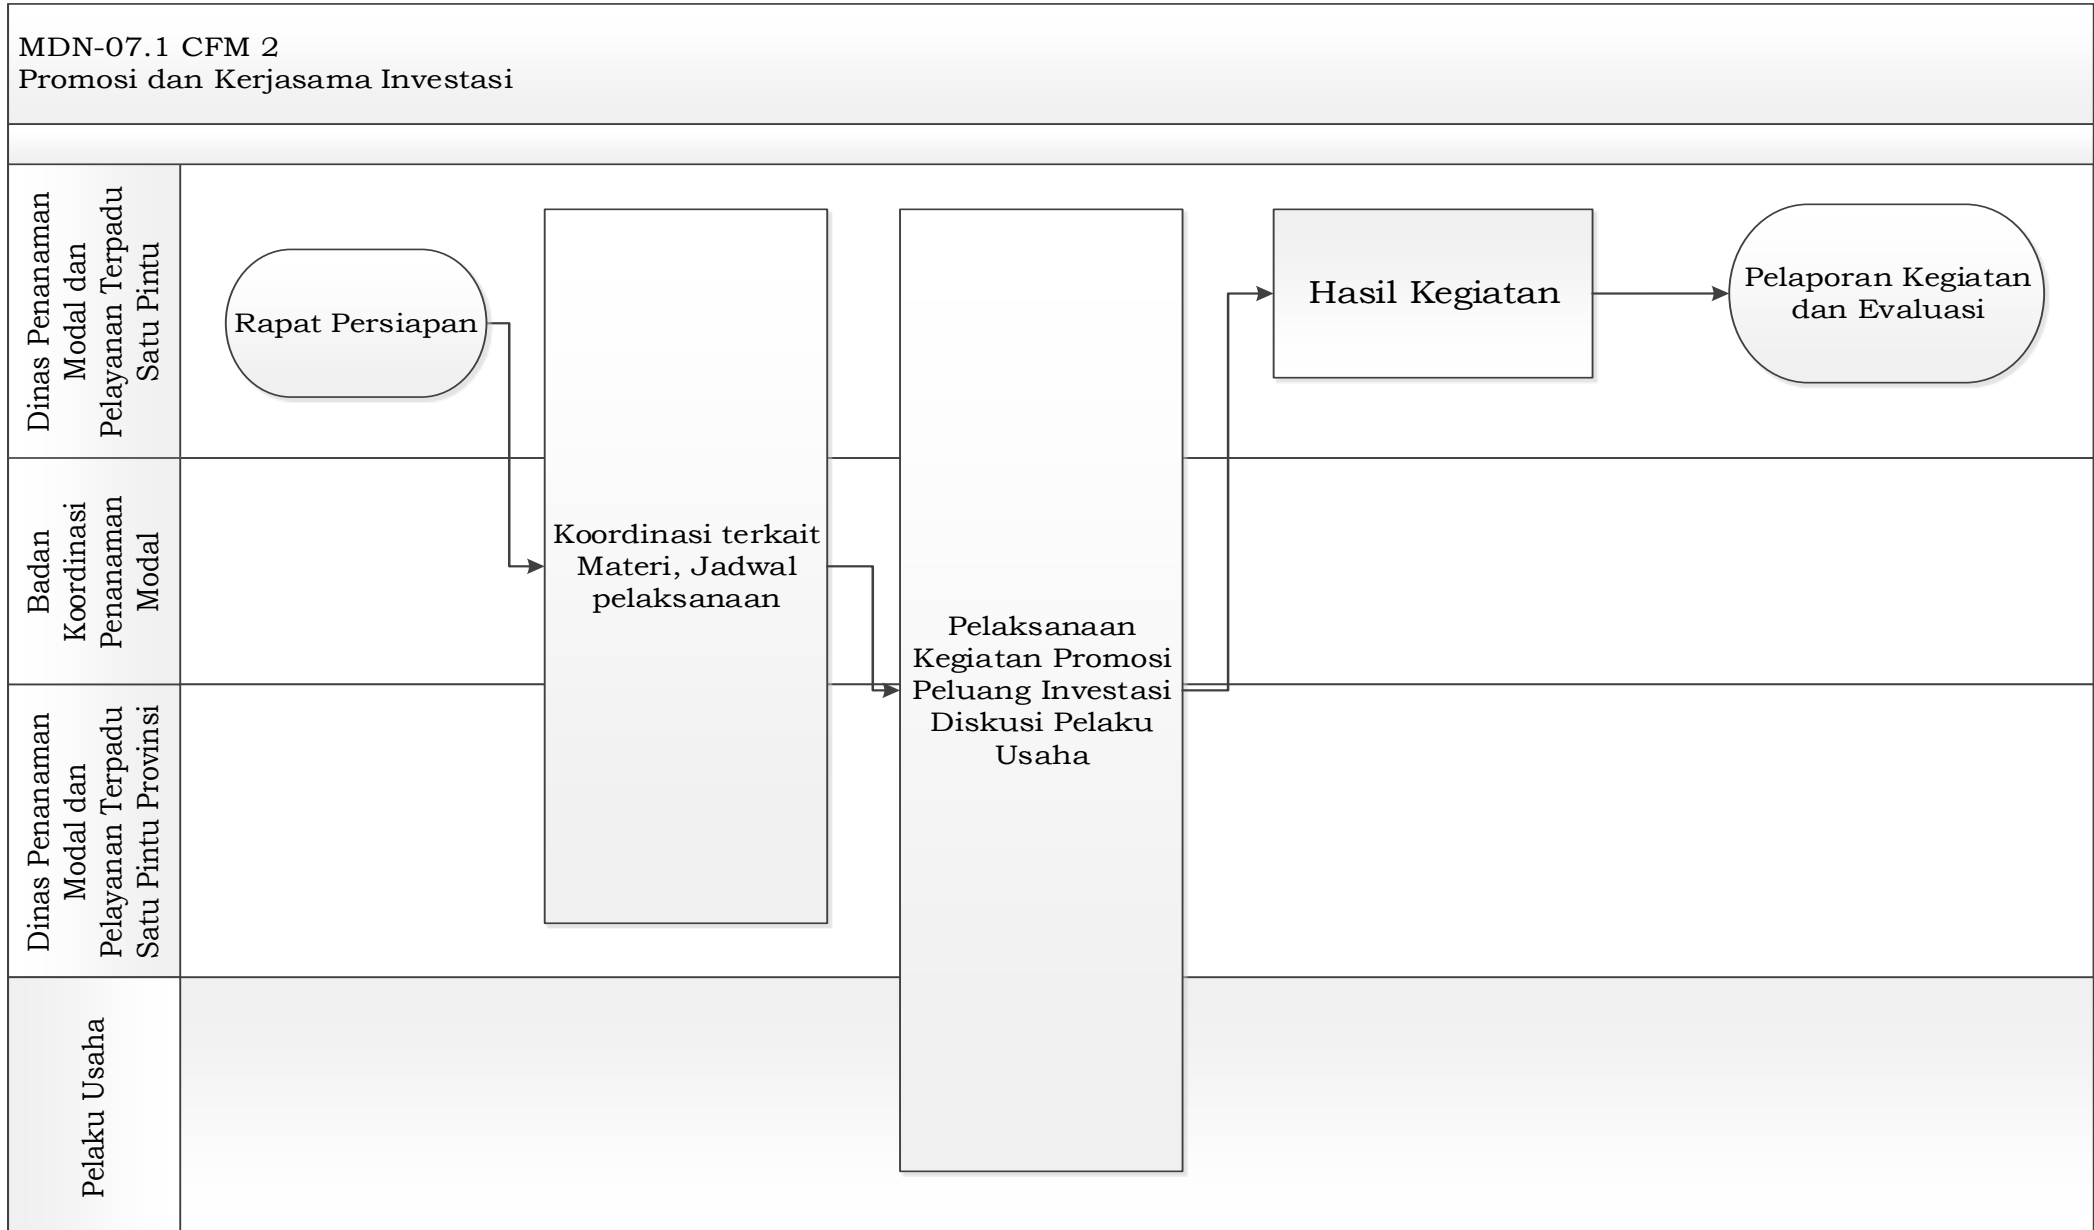 MDN-07.1 CFM 2
Promosi dan Kerjasama Investasi
Dinas Penanaman
Modal dan
Pelayanan Terpadu
Satu Pintu
Rapat Persiapan
Hasil Kegiatan
Pelaporan Kegiatan
dan Evaluasi
Badan
Koordinasi
Penanaman
Modal
Koordinasi terkait
Materi, Jadwal
pelaksanaan
Pelaksanaan
Kegiatan Promosi
Peluang Investasi
Diskusi Pelaku
Usaha
Dinas Penanaman
Modal dan
Pelayanan Terpadu
Satu Pintu Provinsi
Pelaku Usaha